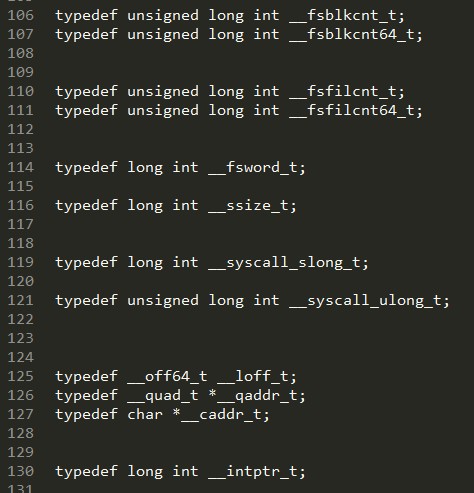 106 typedef unsigned long int __fsblkcnt_t;
107 typedef unsigned long int __fsblkcnt64_t;
108
109
110 typedef unsigned long int __fsfilcnt_t;
111 typedef unsigned long int __fsfilcnt64_t;
112
113
114 typedef long int __fsword_t;
115
116 typedef long int __ssize_t;
117
118
119 typedef long int __syscall_slong_t;
120
121 typedef unsigned long int __syscall_ulong_t;
122
123
124
125 typedef __off64_t __loff_t;
126 typedef __quad_t *__qaddr_t;
127 typedef char *__caddr_t;
128
129
130 typedef long int __intptr_t;
131